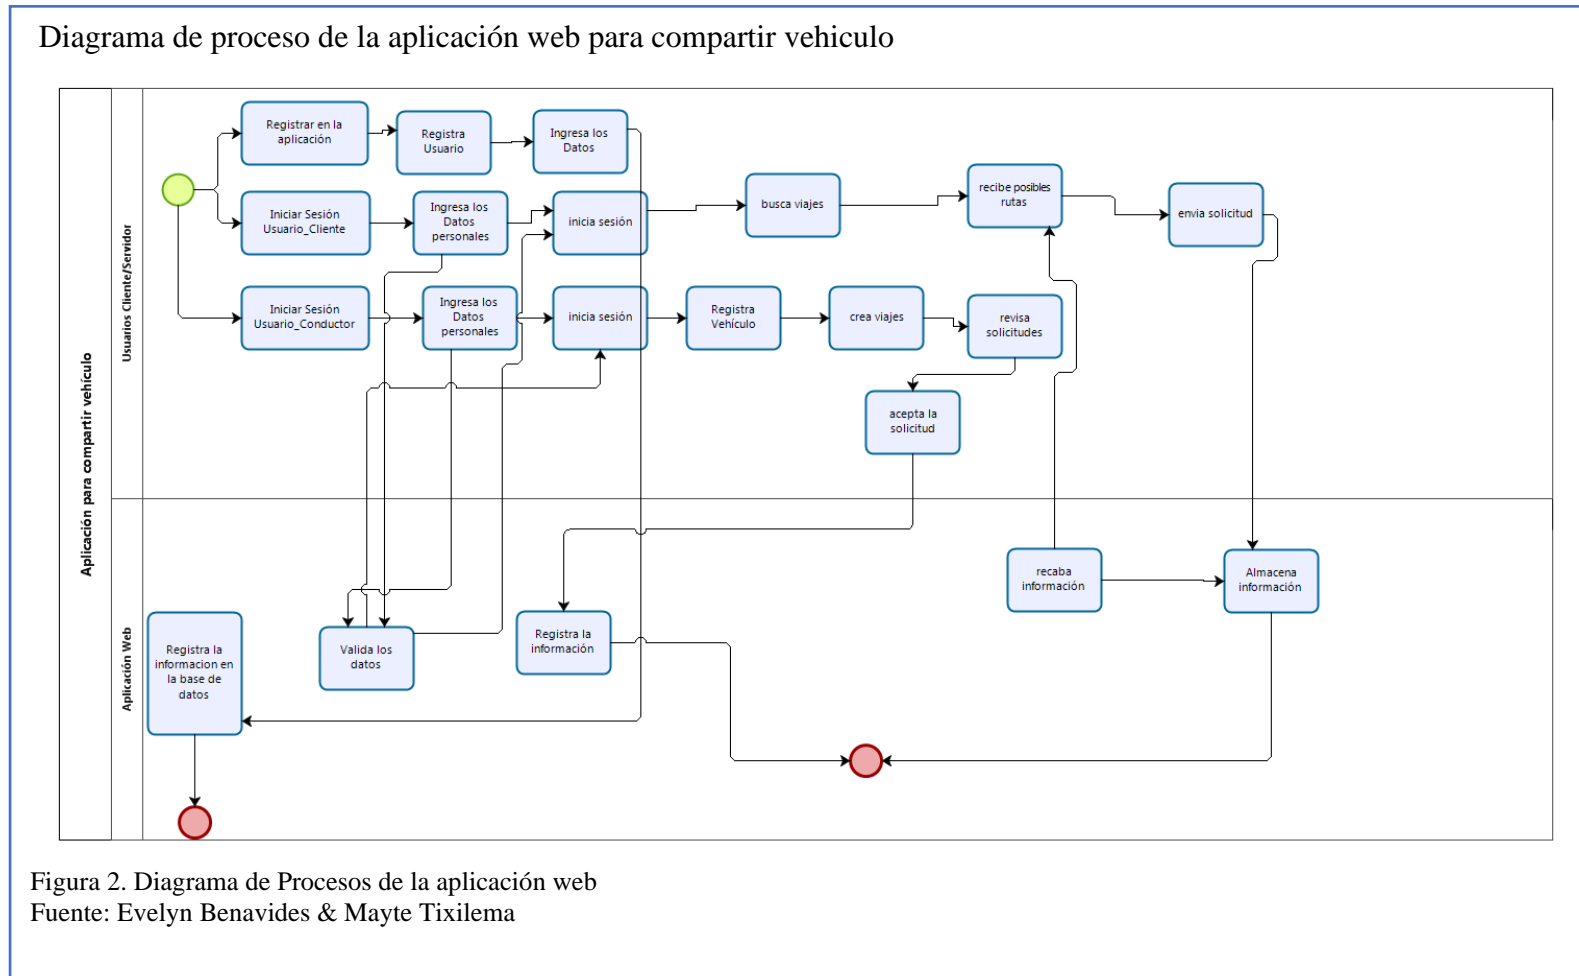 Diagrama de proceso de la aplicación web para compartir vehiculo
Aplicación para compartir vehículo
Usuarios Cliente/Servidor
Registrar en la
aplicación
Registra
Usuario
Ingresa los
Datos
Iniciar Sesión
Usuario_Cliente
Ingresa los
Datos
personales
inicia sesión
busca viajes
recibe posibles
rutas
envia solicitud
Iniciar Sesión
Usuario_Conductor
Ingresa los
Datos
personales
inicia sesión
Registra
Vehículo
crea viajes
revisa
solicitudes
acepta la
solicitud
Aplicación Web
Registra la
informacion en
la base de
datos
Valida los
datos
Registra la
información
recaba
información
Almacena
información
Figura 2. Diagrama de Procesos de la aplicación web
Fuente: Evelyn Benavides & Mayte Tixilema